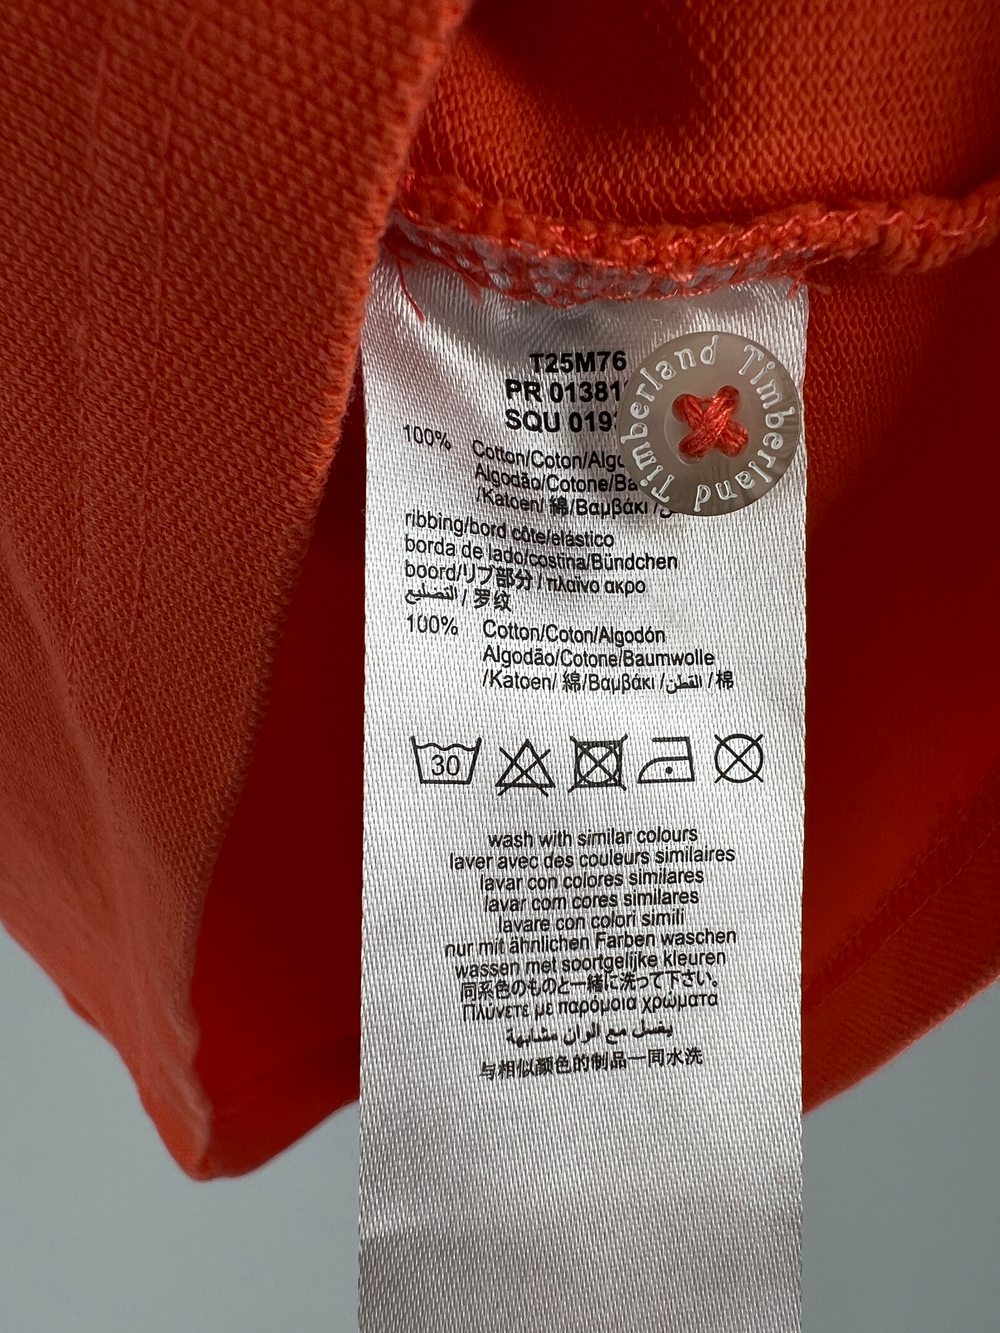 T25M76
PR 01381
SQU 019
Timberland Timberland
100% Cotton/Coton/Algo
Algodão/Cotone/Ba
/Katoen/ 綿/Βαμβάκι /
ribbing/bord côte/elástico
borda de lado/costina/Bündchen
boord/リブ部分 / πλαϊνο ακρο
التضليع / 罗纹
100% Cotton/Coton/Algodón
Algodão/Cotone/Baumwolle
/Katoen/ 綿/Βαμβάκι / القطن / 棉
30
wash with similar colours
laver avec des couleurs similaires
lavar con colores similares
lavar com cores similares
lavare con colori simili
nur mit ähnlichen Farben waschen
wassen met soortgelijke kleuren
同系色のものと一緒に洗って下さい。
Πλύνετε με παρόμοια χρώματα
يغسل مع ألوان مشابهة
与相似颜色的制品一同水洗